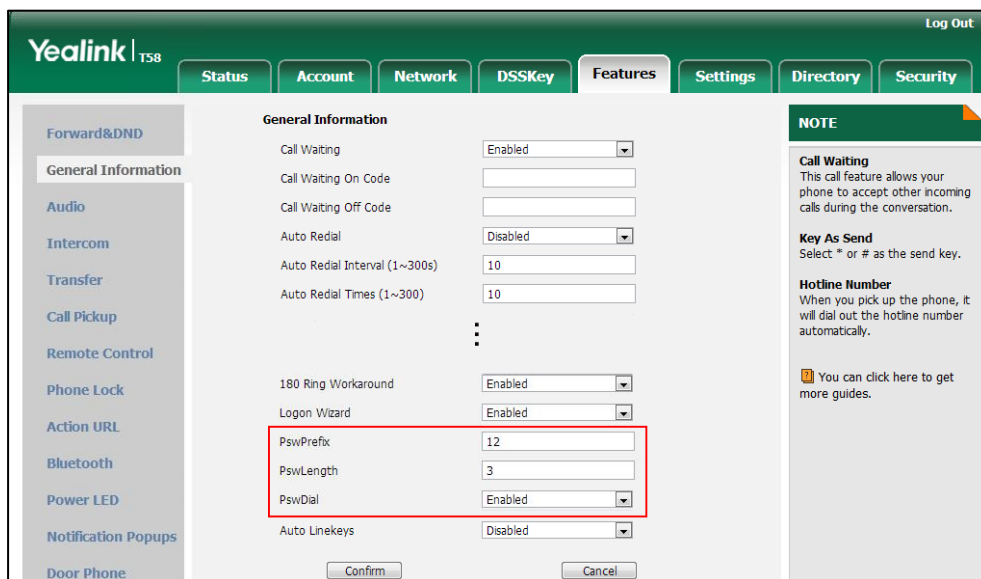 Log Out
Yealink T58
Status Account Network DSSKey Features Settings Directory Security
Forward&DND
General Information
Audio
Intercom
Transfer
Call Pickup
Remote Control
Phone Lock
Action URL
Bluetooth
Power LED
Notification Popups
Door Phone
General Information
Call Waiting Enabled
Call Waiting On Code
Call Waiting Off Code
Auto Redial Disabled
Auto Redial Interval (1~300s) 10
Auto Redial Times (1~300) 10
180 Ring Workaround Enabled
Logon Wizard Enabled
PswPrefix 12
PswLength 3
PswDial Enabled
Auto Linekeys Disabled
Confirm Cancel
NOTE
Call Waiting
This call feature allows your
phone to accept other incoming
calls during the conversation.
Key As Send
Select * or # as the send key.
Hotline Number
When you pick up the phone, it
will dial out the hotline number
automatically.
? You can click here to get
more guides.